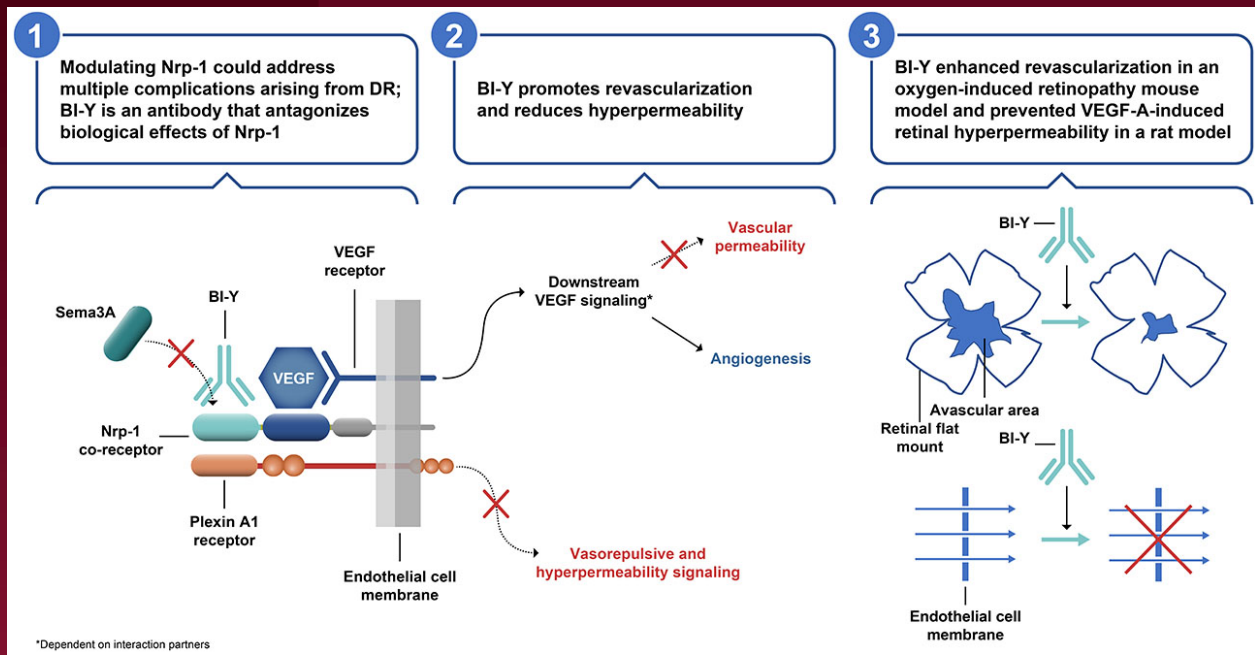 1
Modulating Nrp-1 could address
multiple complications arising from DR;
BI-Y is an antibody that antagonizes
biological effects of Nrp-1
2
BI-Y promotes revascularization
and reduces hyperpermeability
3
BI-Y enhanced revascularization in an
oxygen-induced retinopathy mouse
model and prevented VEGF-A-induced
retinal hyperpermeability in a rat model
Sema3A
BI-Y
VEGF
receptor
VEGF
Nrp-1
co-receptor
Plexin A1
receptor
Endothelial cell
membrane
Downstream
VEGF signaling*
Vascular
permeability
Angiogenesis
Vasorepulsive and
hyperpermeability signaling
BI-Y
Avascular area
Retinal flat
mount
BI-Y
Endothelial cell
membrane
*Dependent on interaction partners